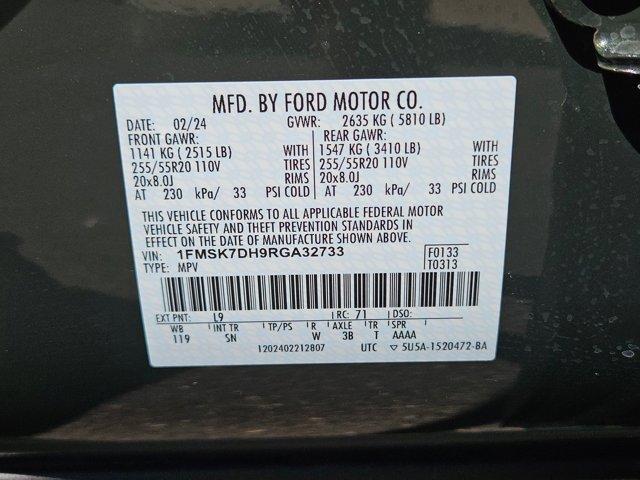 MFD. BY FORD MOTOR CO.
DATE: 02/24 GVWR: 2635 KG ( 5810 LB)
FRONT GAWR: REAR GAWR:
1141 KG ( 2515 LB) WITH 1547 KG ( 3410 LB) WITH
255/55R20 110V TIRES 255/55R20 110V TIRES
20x8.0J RIMS 20x8.0J RIMS
AT 230 kPa/ 33 PSI COLD AT 230 kPa/ 33 PSI COLD
THIS VEHICLE CONFORMS TO ALL APPLICABLE FEDERAL MOTOR
VEHICLE SAFETY AND THEFT PREVENTION STANDARDS IN
EFFECT ON THE DATE OF MANUFACTURE SHOWN ABOVE.
VIN: 1FMSK7DH9RGA32733 F0133
TYPE: MPV T0313
EXT PNT: L9 RC: 71 DSO:
WB INT TR TP/PS R AXLE TR SPR
119 SN W 3B T AAAA
1202402212807 UTC ▽ 5U5A-1520472-BA